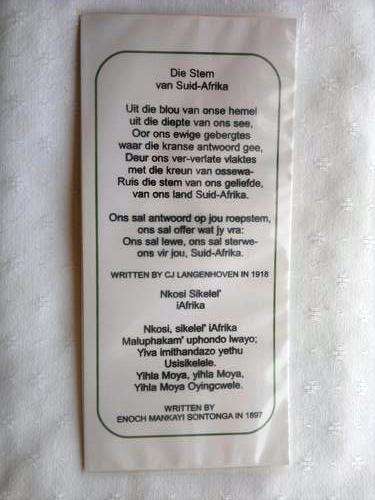 Die Stem
van Suid-Afrika
Uit die blou van onse hemel
uit die diepte van ons see,
Oor ons ewige gebergtes
waar die kranse antwoord gee,
Deur ons ver-verlate vlaktes
met die kreun van ossewa-
Ruis die stem van ons geliefde,
van ons land Suid-Afrika.
Ons sal antwoord op jou roepstem,
ons sal offer wat jy vra:
Ons sal lewe, ons sal sterwe-
ons vir jou, Suid-Afrika.
WRITTEN BY CJ LANGENHOVEN IN 1918
Nkosi Sikelel'
iAfrika
Nkosi, sikelel' iAfrika
Maluphakam' uphondo lwayo;
Yiva imithandazo yethu
Usisikelele.
Yihla Moya, yihla Moya,
Yihla Moya Oyingcwele.
WRITTEN BY
ENOCH MANKAYI SONTONGA IN 1897